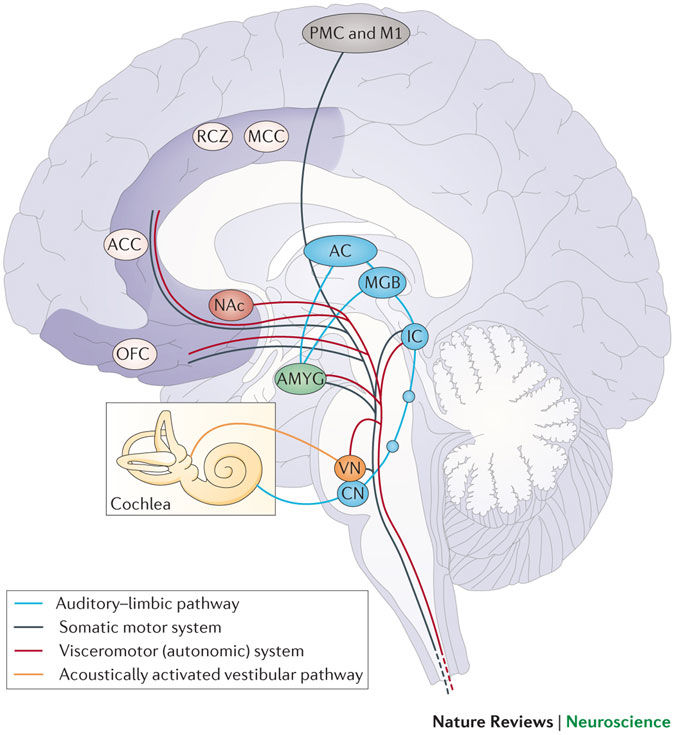 PMC and M1
RCZ
MCC
ACC
AC
MGB
NAc
IC
OFC
AMYG
VN
CN
Cochlea
Auditory–limbic pathway
Somatic motor system
Visceromotor (autonomic) system
Acoustically activated vestibular pathway
Nature Reviews | Neuroscience